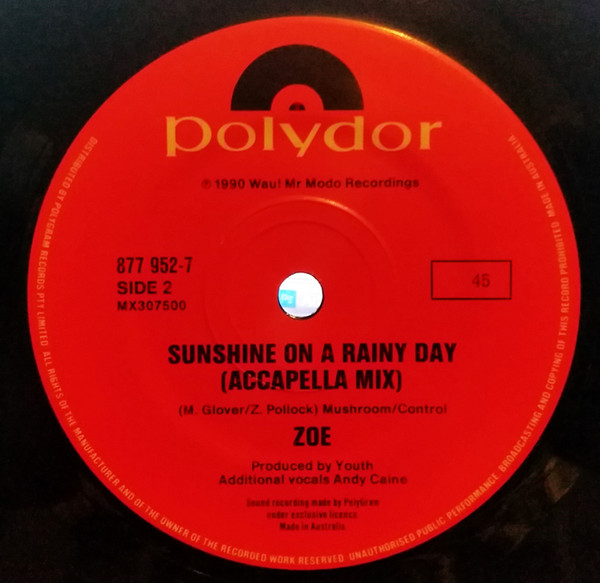 polydor
℗ 1990 Wau! Mr Modo Recordings
877 952-7
SIDE 2
MX307500
45
SUNSHINE ON A RAINY DAY
(ACCAPELLA MIX)
(M. Glover/Z. Pollock) Mushroom/Control
ZOE
Produced by Youth
Additional vocals Andy Caine
Sound recording made by PolyGram
under exclusive licence.
Made in Australia.
DISTRIBUTED BY POLYGRAM RECORDS PTY LIMITED. ALL RIGHTS OF THE MANUFACTURER AND OF THE OWNER OF THE RECORDED WORK RESERVED. UNAUTHORISED PUBLIC PERFORMANCE BROADCASTING AND COPYING OF THIS RECORD PROHIBITED MADE IN AUSTRALIA